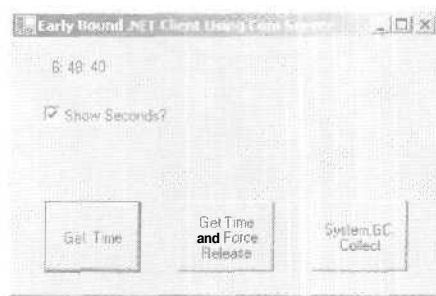 Early Bound .NET Client Using Com Server
6: 48: 40
Show Seconds?
Get Time
Get Time
and Force
Release
System.GC.
Collect